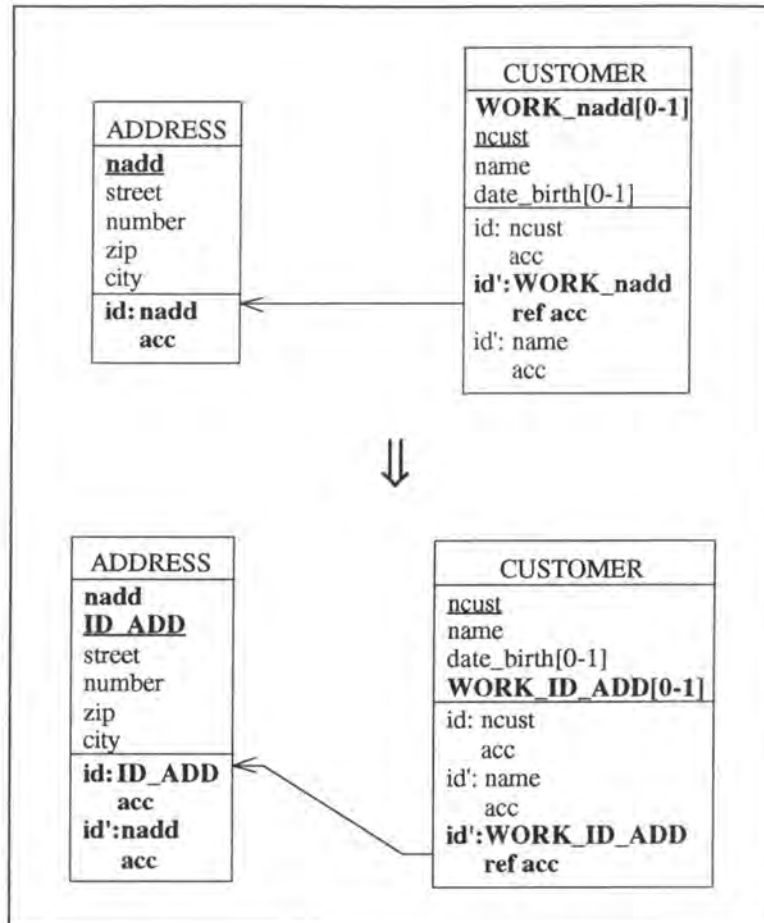 ADDRESS
nadd
street
number
zip
city
id: nadd
acc
CUSTOMER
WORK_nadd[0-1]
ncust
name
date_birth[0-1]
id: ncust
acc
id':WORK_nadd
ref acc
id': name
acc
⇓
ADDRESS
nadd
ID_ADD
street
number
zip
city
id:ID_ADD
acc
id':nadd
acc
CUSTOMER
ncust
name
date_birth[0-1]
WORK_ID_ADD[0-1]
id: ncust
acc
id': name
acc
id':WORK_ID_ADD
ref acc